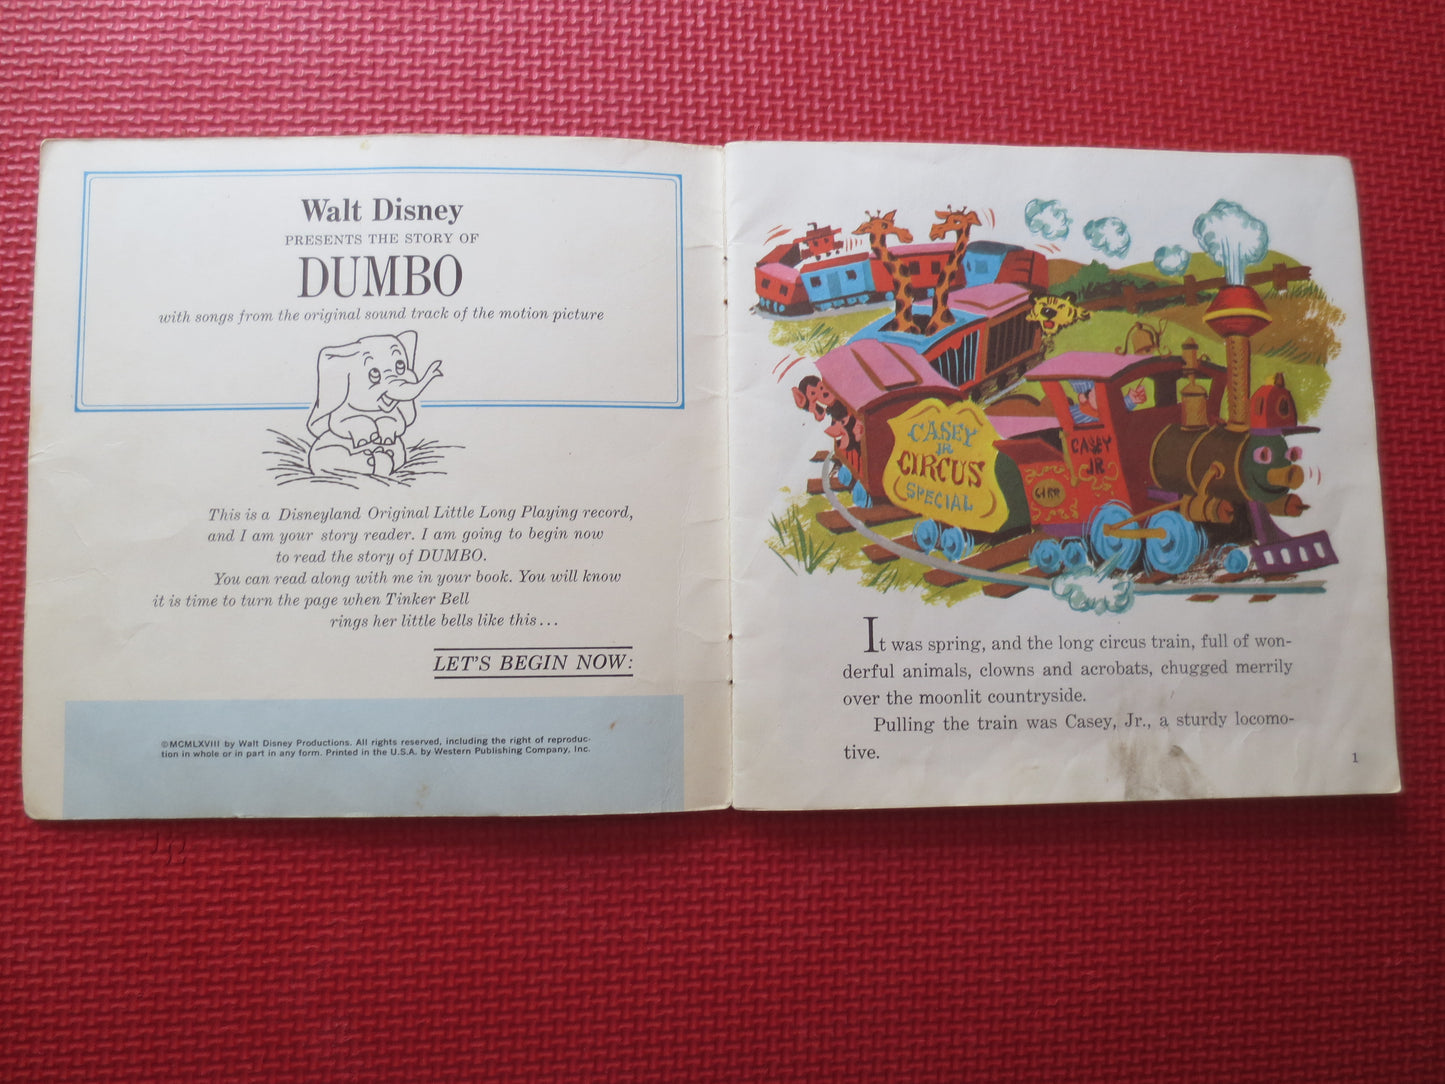 Walt Disney
PRESENTS THE STORY OF
DUMBO
with songs from the original sound track of the motion picture
This is a Disneyland Original Little Long Playing record,
and I am your story reader. I am going to begin now
to read the story of DUMBO.
You can read along with me in your book. You will know
it is time to turn the page when Tinker Bell
rings her little bells like this...
LET'S BEGIN NOW:
©MCMLXVIII by Walt Disney Productions. All rights reserved, including the right of reproduc-
tion in whole or in part in any form. Printed in the U.S.A. by Western Publishing Company, Inc.
CASEY
JR
CIRCUS
SPECIAL
CASEY
JR
It was spring, and the long circus train, full of won-
derful animals, clowns and acrobats, chugged merrily
over the moonlit countryside.
Pulling the train was Casey, Jr., a sturdy locomo-
tive.
1